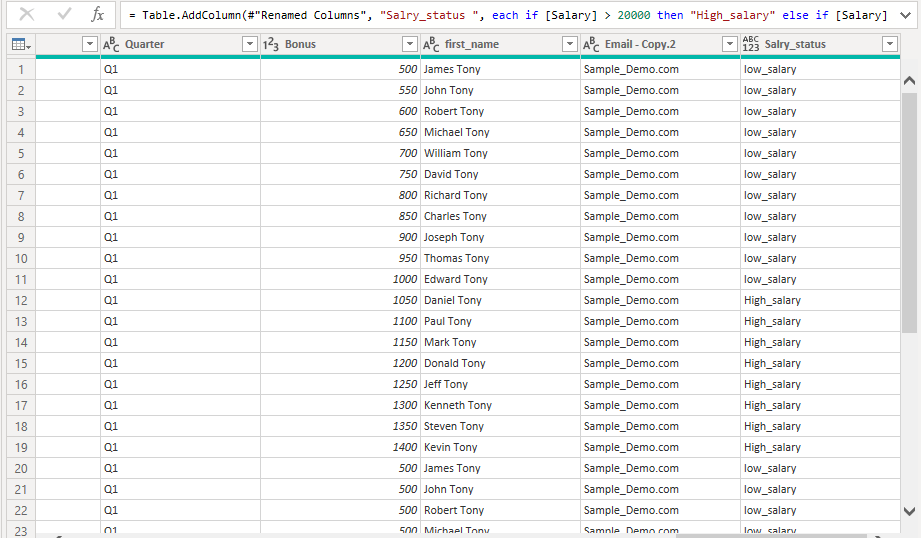 fx = Table.AddColumn(#"Renamed Columns", "Salry_status ", each if [Salary] > 20000 then "High_salary" else if [Salary]
ABC Quarter 123 Bonus ABC first_name ABC Email - Copy.2 ABC 123 Salry_status
1 Q1 500 James Tony Sample_Demo.com low_salary
2 Q1 550 John Tony Sample_Demo.com low_salary
3 Q1 600 Robert Tony Sample_Demo.com low_salary
4 Q1 650 Michael Tony Sample_Demo.com low_salary
5 Q1 700 William Tony Sample_Demo.com low_salary
6 Q1 750 David Tony Sample_Demo.com low_salary
7 Q1 800 Richard Tony Sample_Demo.com low_salary
8 Q1 850 Charles Tony Sample_Demo.com low_salary
9 Q1 900 Joseph Tony Sample_Demo.com low_salary
10 Q1 950 Thomas Tony Sample_Demo.com low_salary
11 Q1 1000 Edward Tony Sample_Demo.com low_salary
12 Q1 1050 Daniel Tony Sample_Demo.com High_salary
13 Q1 1100 Paul Tony Sample_Demo.com High_salary
14 Q1 1150 Mark Tony Sample_Demo.com High_salary
15 Q1 1200 Donald Tony Sample_Demo.com High_salary
16 Q1 1250 Jeff Tony Sample_Demo.com High_salary
17 Q1 1300 Kenneth Tony Sample_Demo.com High_salary
18 Q1 1350 Steven Tony Sample_Demo.com High_salary
19 Q1 1400 Kevin Tony Sample_Demo.com High_salary
20 Q1 500 James Tony Sample_Demo.com low_salary
21 Q1 500 John Tony Sample_Demo.com low_salary
22 Q1 500 Robert Tony Sample_Demo.com low_salary
23 Q1 500 Michael Tony Sample_Demo.com low_salary